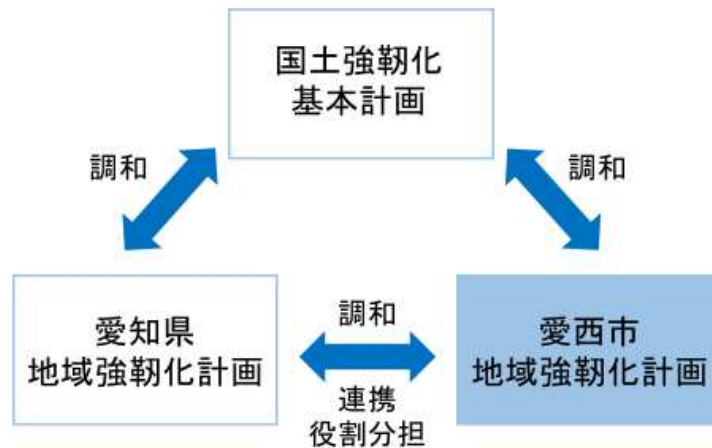 国土強靭化
基本計画
調和
調和
愛知県
地域強靭化計画
調和
連携
役割分担
愛西市
地域強靭化計画